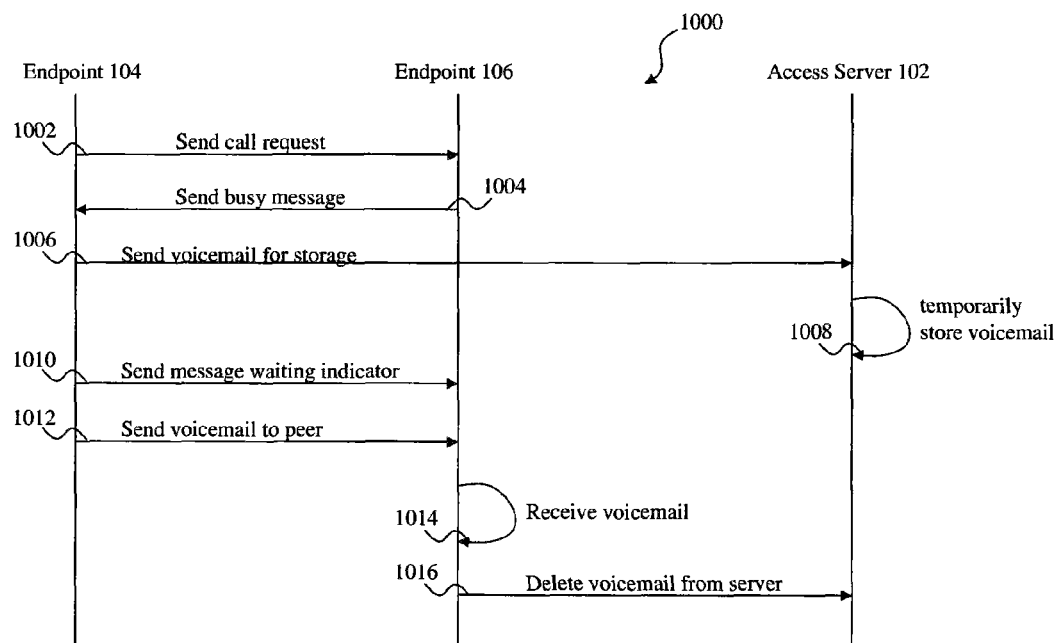 1000
Endpoint 104
Endpoint 106
Access Server 102
1002
Send call request
Send busy message
1004
1006
Send voicemail for storage
temporarily
store voicemail
1008
1010
Send message waiting indicator
1012
Send voicemail to peer
1014
Receive voicemail
1016
Delete voicemail from server